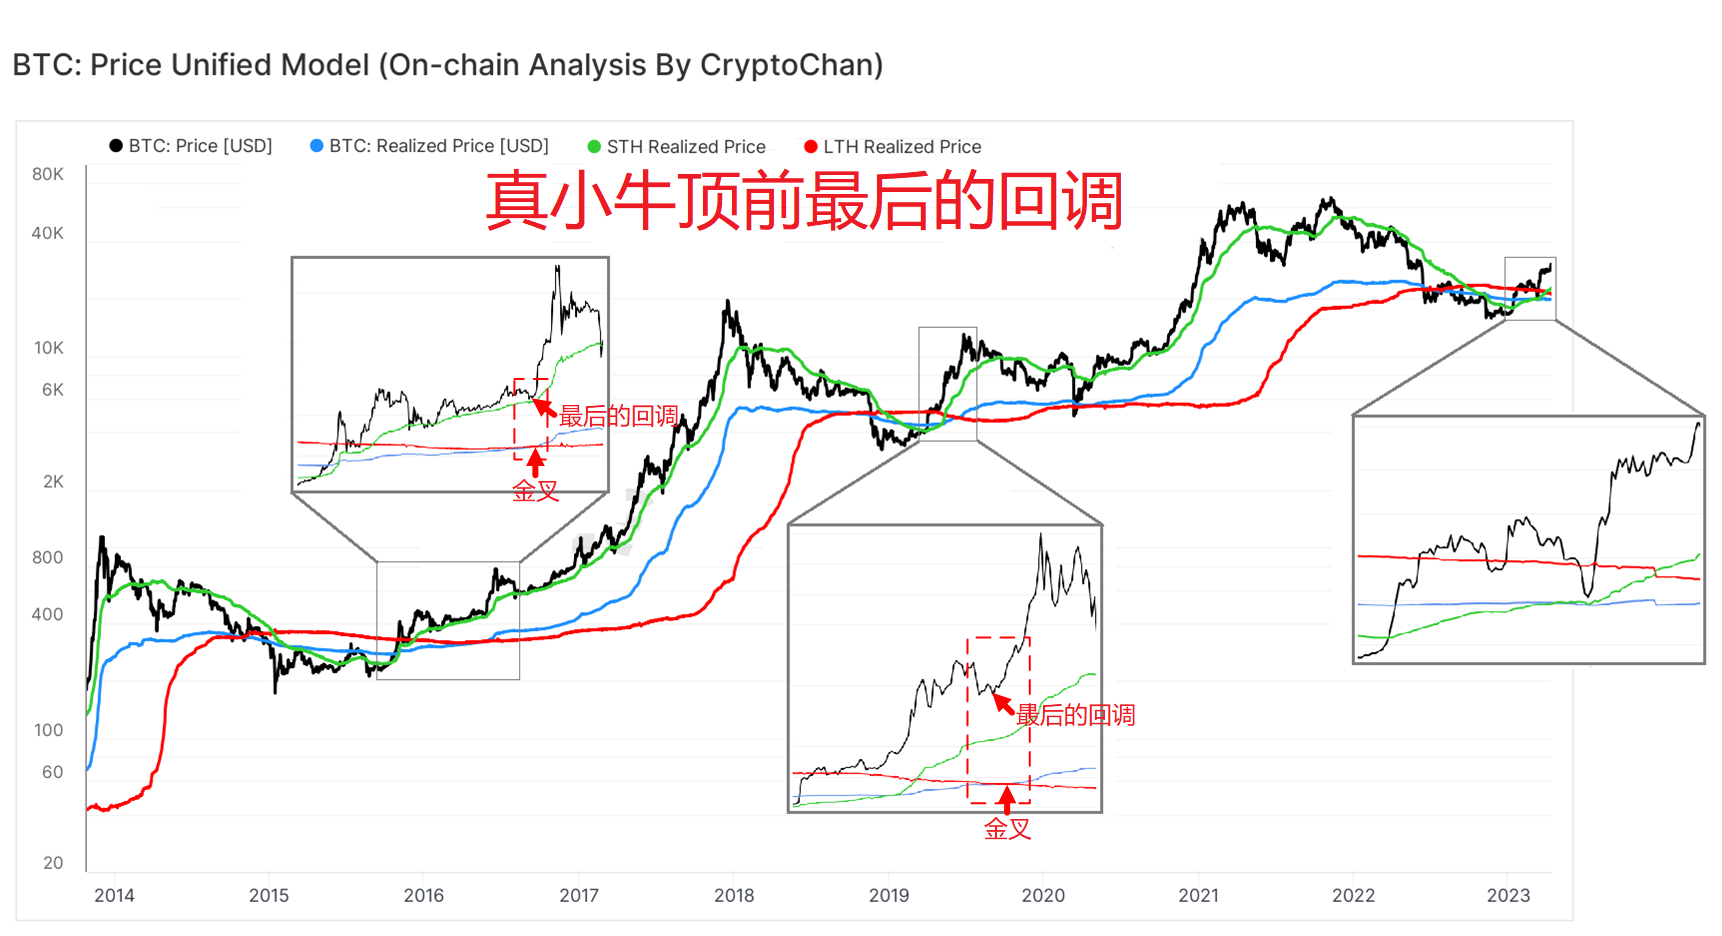 BTC: Price Unified Model (On-chain Analysis By CryptoChan)
BTC: Price [USD] BTC: Realized Price [USD] STH Realized Price LTH Realized Price
真小牛顶前最后的回调
80K
40K
10K
6K
2K
800
400
100
60
20
最后的回调
金叉
最后的回调
金叉
2014 2015 2016 2017 2018 2019 2020 2021 2022 2023